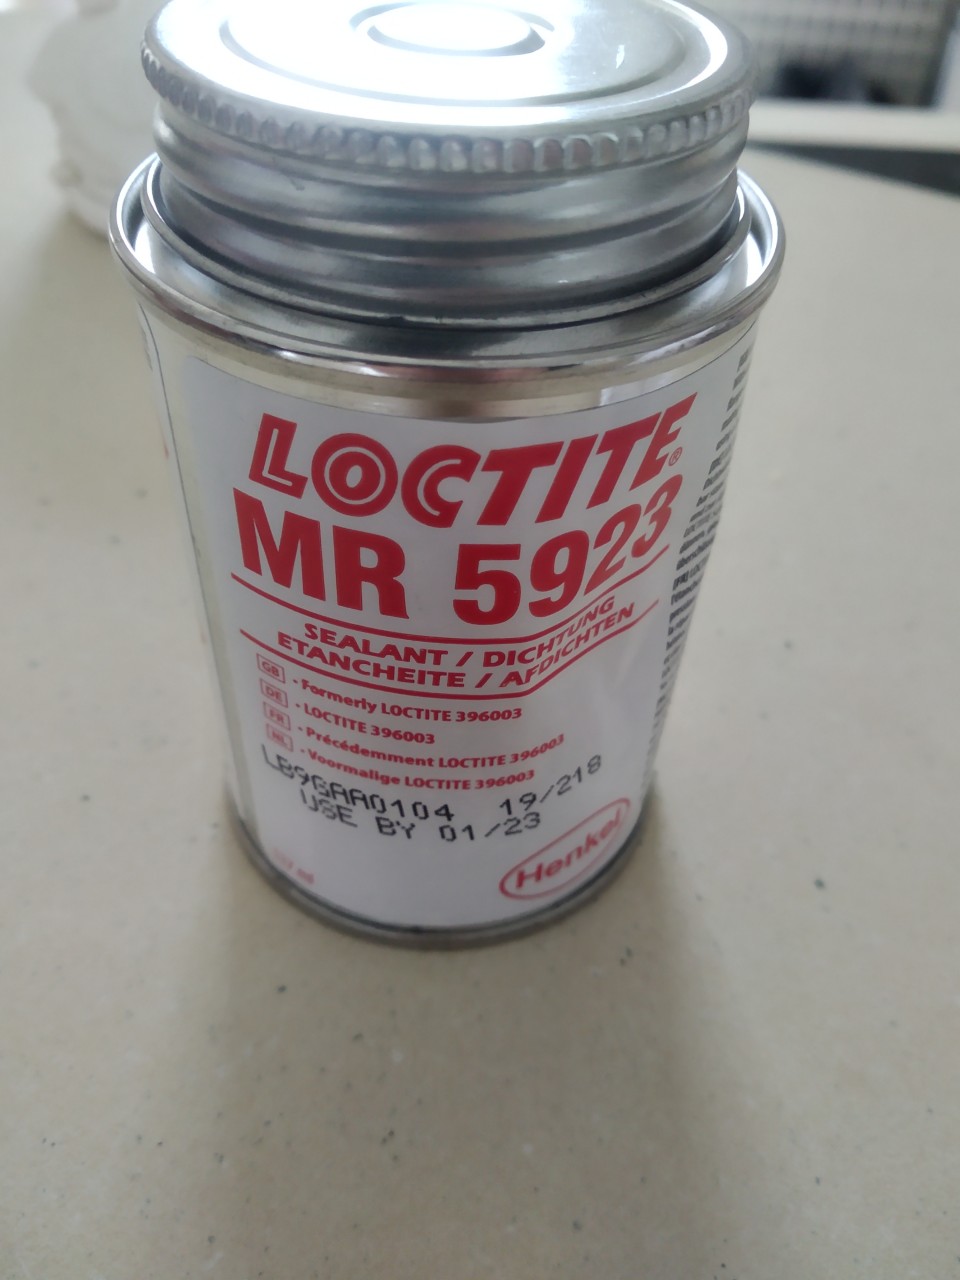 LOCTITE®
MR 5923
SEALANT / DICHTUNG
ETANCHEITE / AFDICHTEN
GB - Formerly LOCTITE 396003
DE - LOCTITE 396003
FR - Précédemment LOCTITE 396003
NL - Voormalige LOCTITE 396003
LB9GAA0104 19/218
USE BY 01/23
Henkel